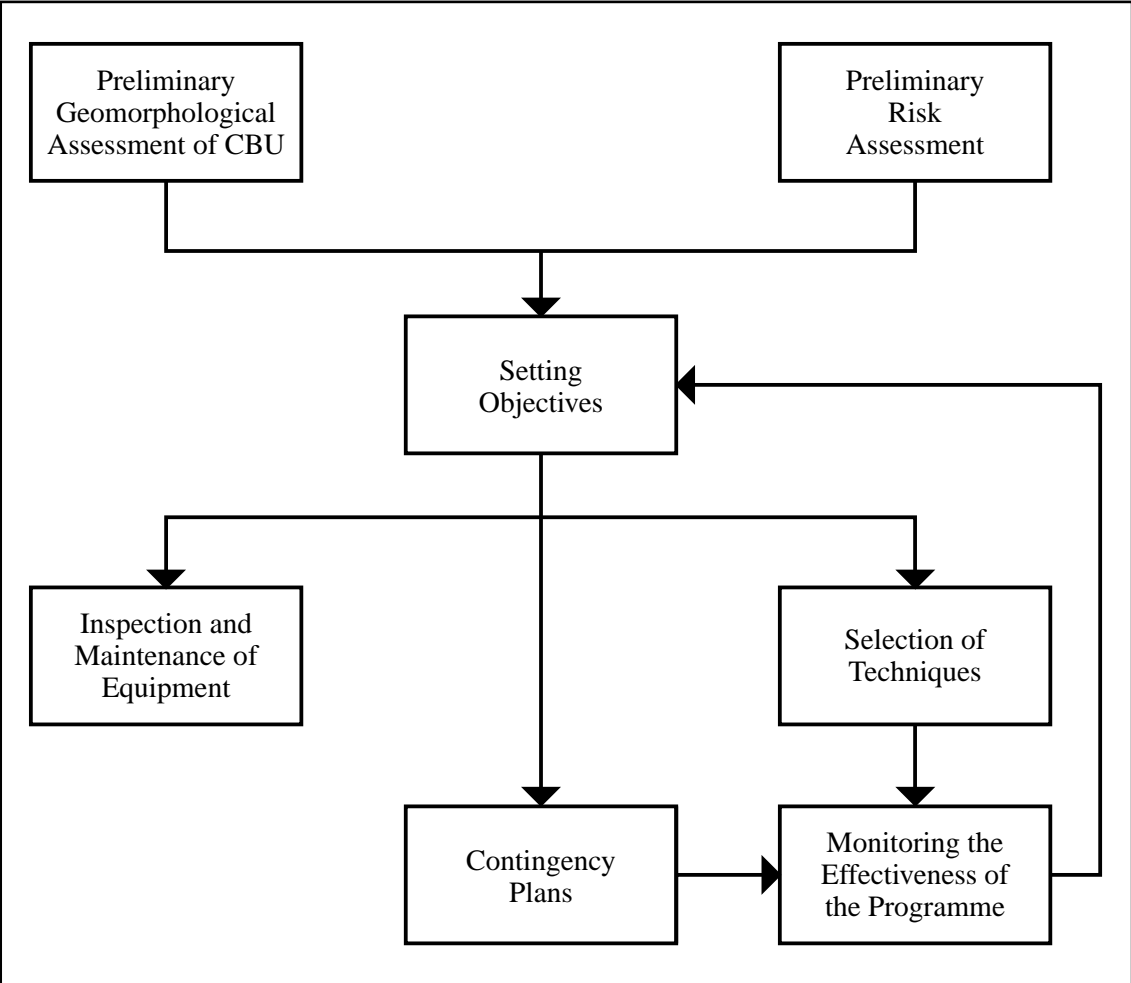 Preliminary
Geomorphological
Assessment of CBU
Preliminary
Risk
Assessment
Setting
Objectives
Inspection and
Maintenance of
Equipment
Selection of
Techniques
Contingency
Plans
Monitoring the
Effectiveness of
the Programme